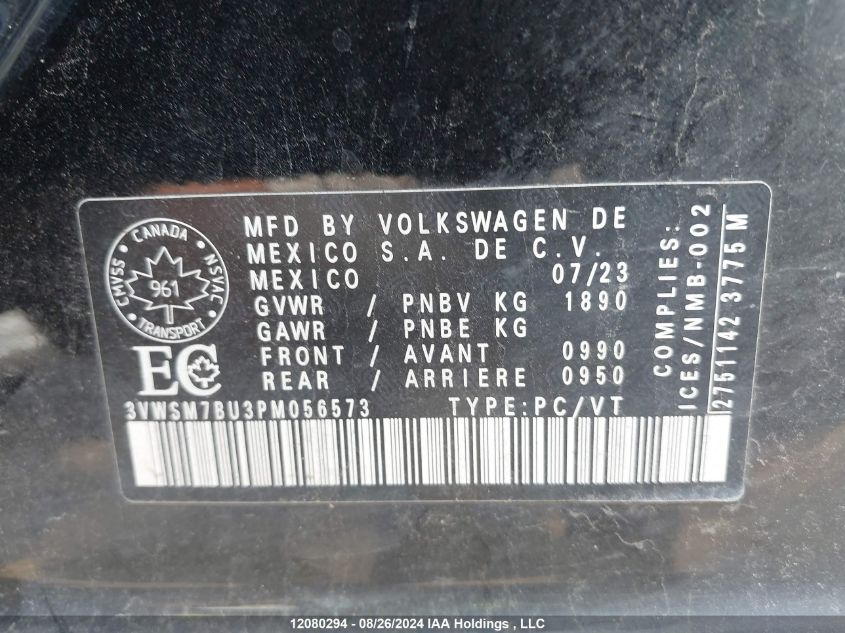 MFD BY VOLKSWAGEN DE
MEXICO S.A. DE C.V.
MEXICO 07/23
GVWR / PNBV KG 1890
GAWR / PNBE KG
FRONT / AVANT 0990
REAR / ARRIERE 0950
3VWSM7BU3PM056573 TYPE:PC/VT
CANADA
CMVSS
NSVAC
961
TRANSPORT
EC
COMPLIES:
ICES/NMB-002
2751142 3775 M
12080294 - 08/26/2024 IAA Holdings , LLC